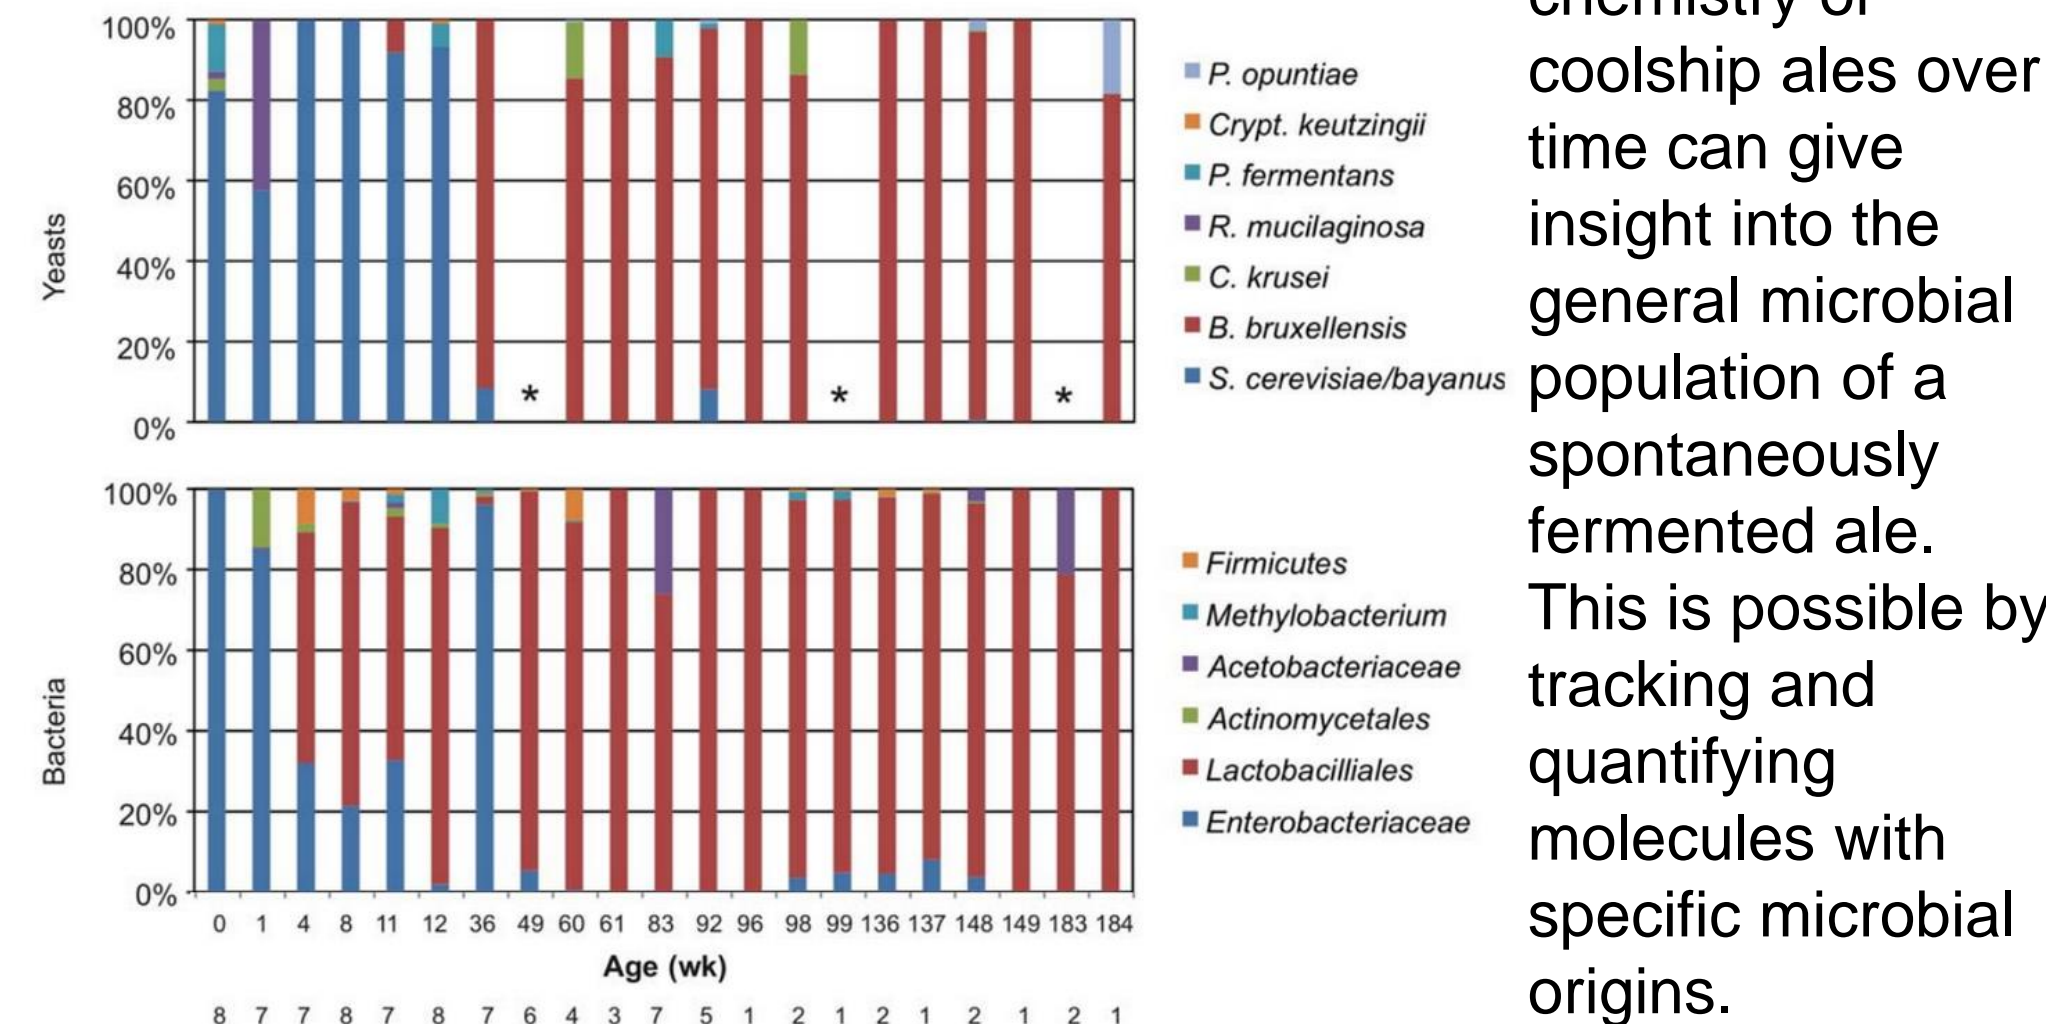 100%
80%
60%
40%
20%
0%
Yeasts
* * *
P. opuntiae
Crypt. keutzingii
P. fermentans
R. mucilaginosa
C. krusei
B. bruxellensis
S. cerevisiae/bayanus
100%
80%
60%
40%
20%
0%
Bacteria
Firmicutes
Methylobacterium
Acetobacteriaceae
Actinomycetales
Lactobacilliales
Enterobacteriaceae
0 1 4 8 11 12 36 49 60 61 83 92 96 98 99 136 137 148 149 183 184
Age (wk)
8 7 7 8 7 8 7 6 4 3 7 5 1 2 1 2 1 2 1 2 1
chemistry of
coolship ales over
time can give
insight into the
general microbial
population of a
spontaneously
fermented ale.
This is possible by
tracking and
quantifying
molecules with
specific microbial
origins.